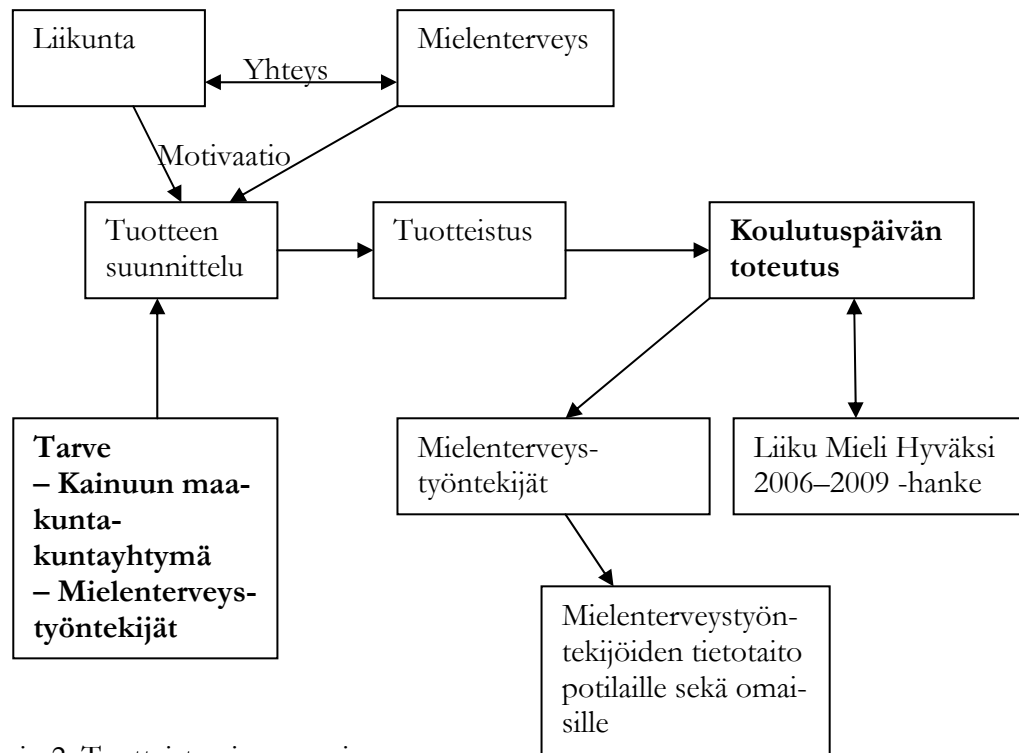 Liikunta
Mielenterveys
Yhteys
Motivaatio
Tuotteen
suunnittelu
Tuotteistus
Koulutuspäivän
toteutus
Tarve
– Kainuun maa-
kunta-
kuntayhtymä
– Mielenterveys-
työntekijät
Mielenterveys-
työntekijät
Liiku Mieli Hyväksi
2006–2009 -hanke
Mielenterveystyön-
tekijöiden tietotaito
potilaille sekä omai-
sille